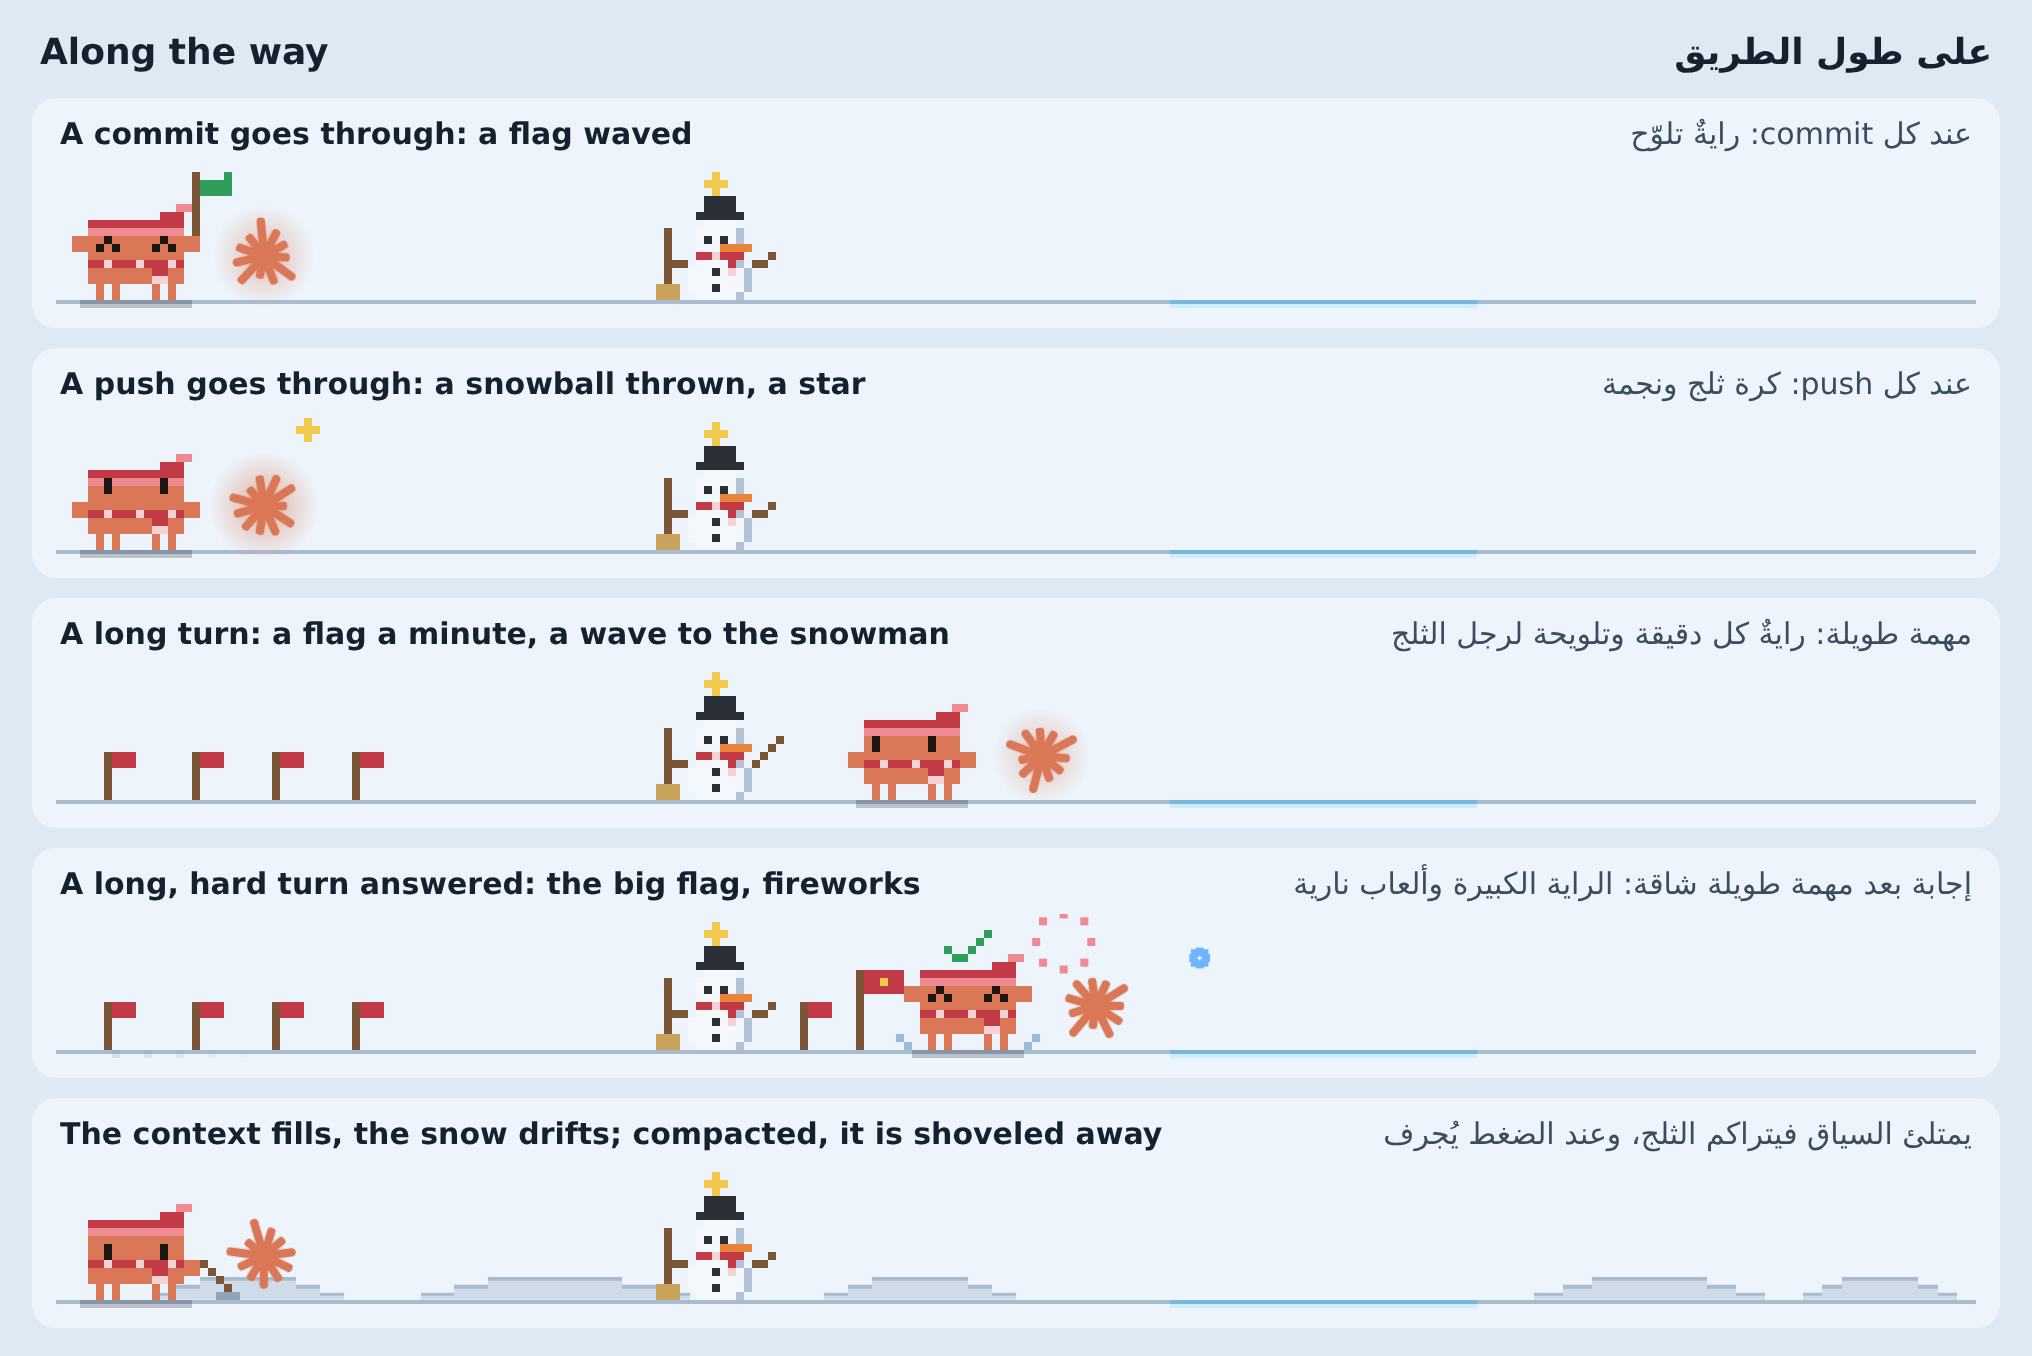 Along the way
على طول الطريق
A commit goes through: a flag waved
عند كل commit: رايةٌ تلوّح
A push goes through: a snowball thrown, a star
عند كل push: كرة ثلج ونجمة
A long turn: a flag a minute, a wave to the snowman
مهمة طويلة: رايةٌ كل دقيقة وتلويحة لرجل الثلج
A long, hard turn answered: the big flag, fireworks
إجابة بعد مهمة طويلة شاقة: الراية الكبيرة وألعاب نارية
The context fills, the snow drifts; compacted, it is shoveled away
يمتلئ السياق فيتراكم الثلج، وعند الضغط يُجرف